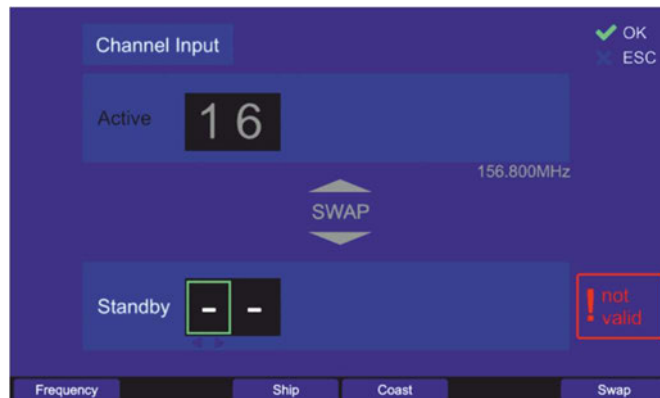 Channel Input
OK
ESC
Active
16
156.800MHz
SWAP
Standby
- -
! not
valid
Frequency
Ship
Coast
Swap